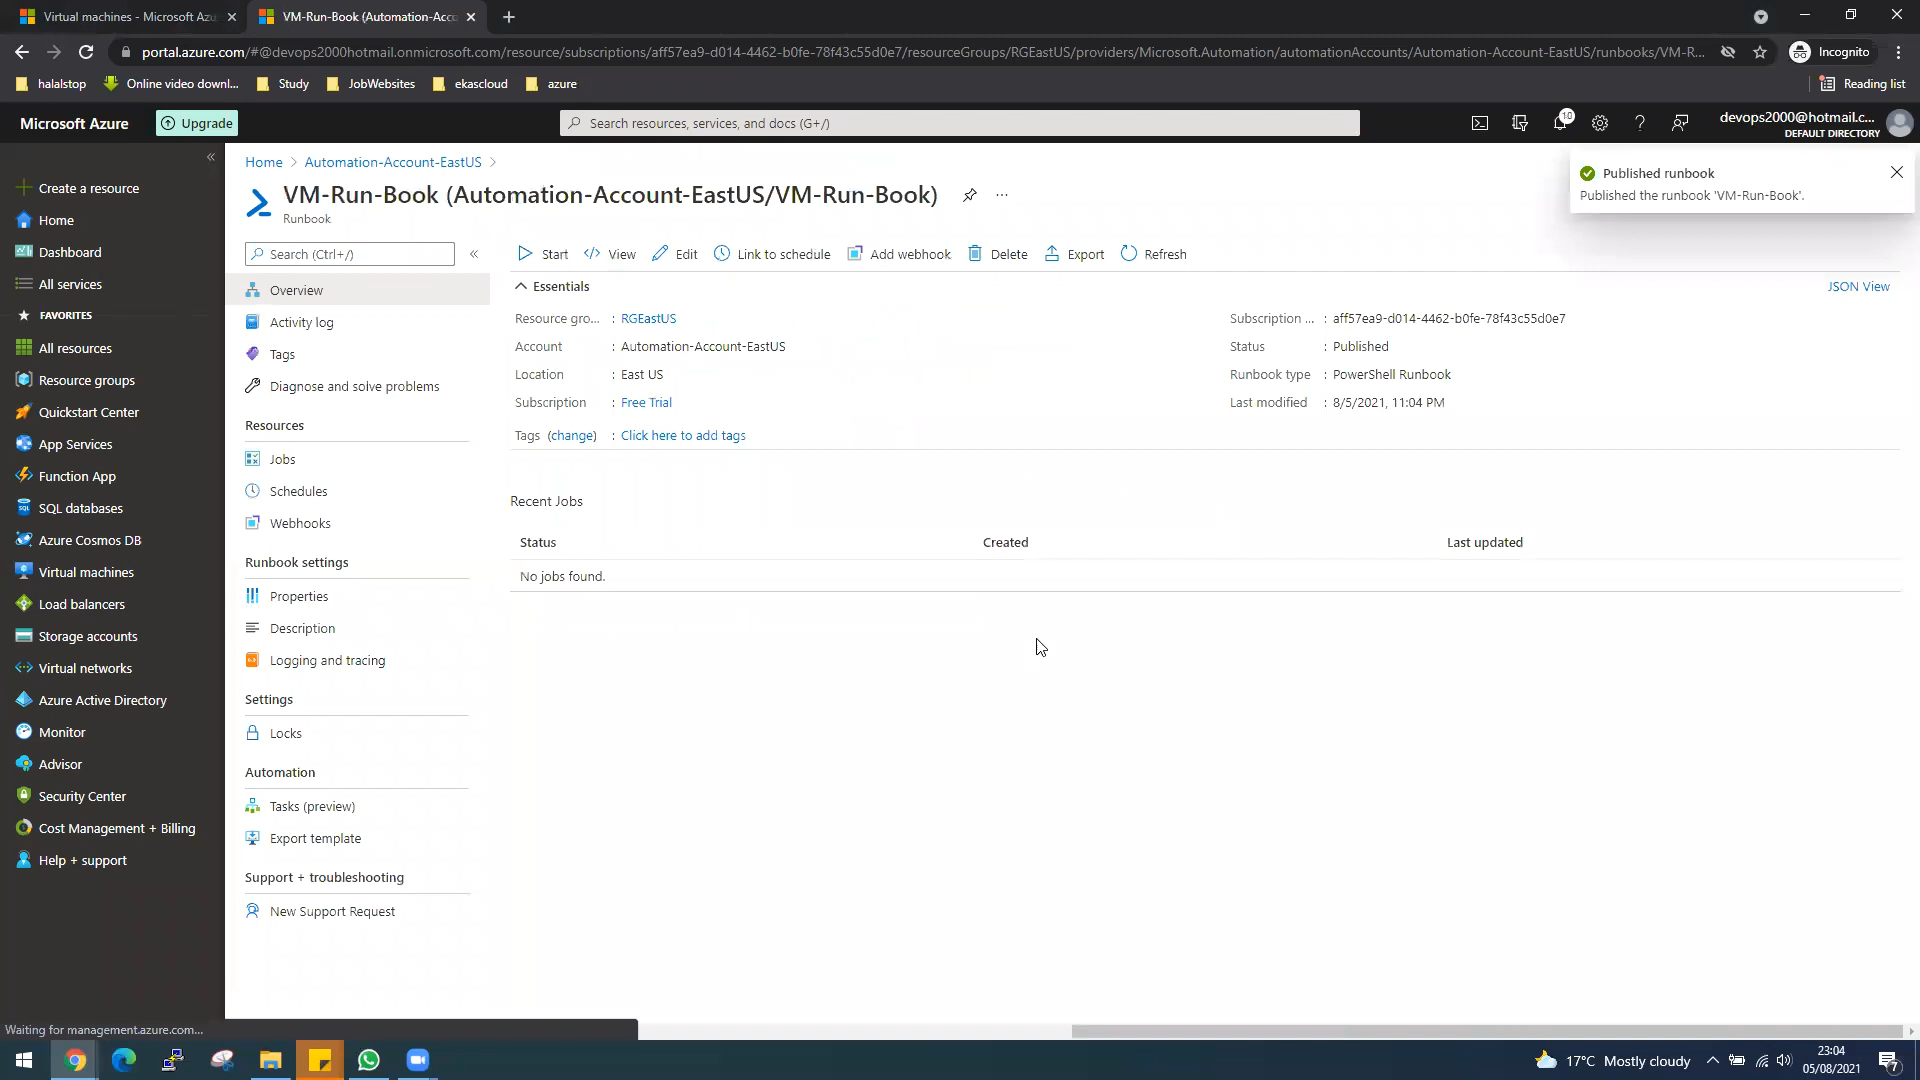 Virtual machines - Microsoft Azu
VM-Run-Book (Automation-Acc
portal.azure.com/#@devops2000hotmail.onmicrosoft.com/resource/subscriptions/aff57ea9-d014-4462-b0fe-78f43c55d0e7/resourceGroups/RGEastUS/providers/Microsoft.Automation/automationAccounts/Automation-Account-EastUS/runbooks/VM-R...
Incognito
halalstop
Online video downl...
Study
JobWebsites
ekascloud
azure
Reading list
Microsoft Azure
Upgrade
Search resources, services, and docs (G+/)
10
devops2000@hotmail.c...
DEFAULT DIRECTORY
Create a resource
Home
Dashboard
All services
FAVORITES
All resources
Resource groups
Quickstart Center
App Services
Function App
SQL databases
Azure Cosmos DB
Virtual machines
Load balancers
Storage accounts
Virtual networks
Azure Active Directory
Monitor
Advisor
Security Center
Cost Management + Billing
Help + support
Home > Automation-Account-EastUS >
VM-Run-Book (Automation-Account-EastUS/VM-Run-Book)
Runbook
Published runbook
Published the runbook 'VM-Run-Book'.
Search (Ctrl+/)
Overview
Activity log
Tags
Diagnose and solve problems
Resources
Jobs
Schedules
Webhooks
Runbook settings
Properties
Description
Logging and tracing
Settings
Locks
Automation
Tasks (preview)
Export template
Support + troubleshooting
New Support Request
Start
View
Edit
Link to schedule
Add webhook
Delete
Export
Refresh
Essentials
JSON View
Resource gro... : RGEastUS
Account : Automation-Account-EastUS
Location : East US
Subscription : Free Trial
Tags (change) : Click here to add tags
Subscription ... : aff57ea9-d014-4462-b0fe-78f43c55d0e7
Status : Published
Runbook type : PowerShell Runbook
Last modified : 8/5/2021, 11:04 PM
Recent Jobs
Status Created Last updated
No jobs found.
Waiting for management.azure.com...
17°C Mostly cloudy
23:04
05/08/2021
7